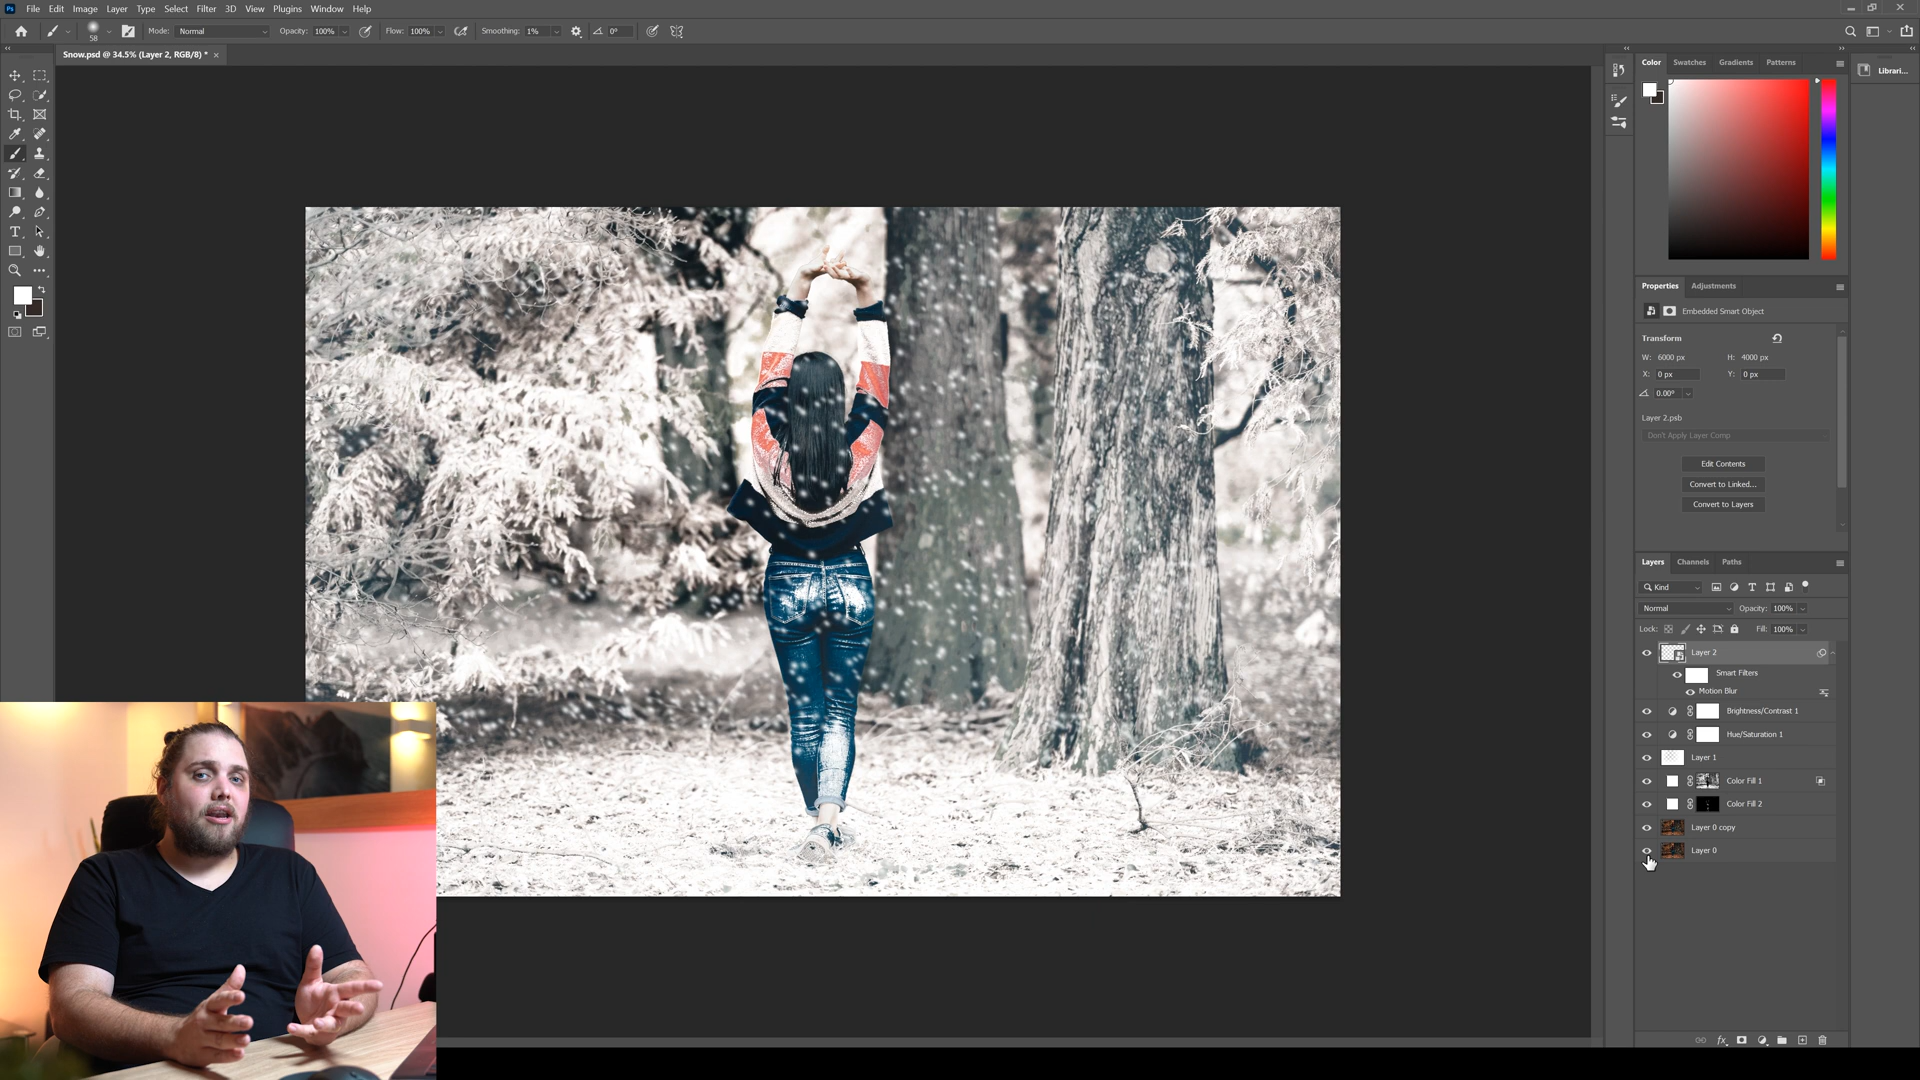 Ps File Edit Image Layer Type Select Filter 3D View Plugins Window Help
58 Mode: Normal Opacity: 100% Flow: 100% Smoothing: 1% 0°
Snow.psd @ 34.5% (Layer 2, RGB/8) * ×
Color Swatches Gradients Patterns
Librari...
Properties Adjustments
Embedded Smart Object
Transform
W: 6000 px H: 4000 px
X: 0 px Y: 0 px
0.00°
Layer 2.psb
Don't Apply Layer Comp
Edit Contents
Convert to Linked...
Convert to Layers
Layers Channels Paths
Kind
Normal Opacity: 100%
Lock: Fill: 100%
Layer 2
Smart Filters
Motion Blur
Brightness/Contrast 1
Hue/Saturation 1
Layer 1
Color Fill 1
Color Fill 2
Layer 0 copy
Layer 0
fx